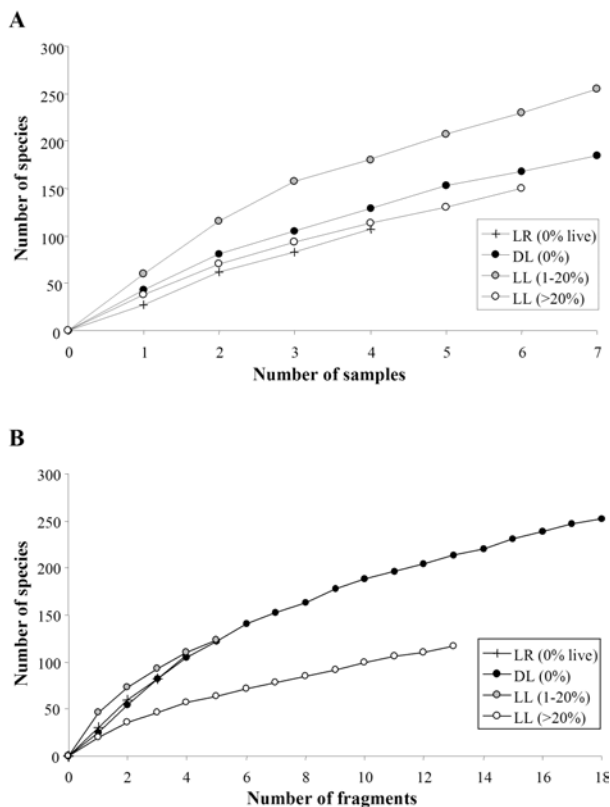 A
300
250
200
150
100
50
0
Number of species
LR (0% live)
DL (0%)
LL (1-20%)
LL (>20%)
0 1 2 3 4 5 6 7
Number of samples
B
300
250
200
150
100
50
0
Number of species
LR (0% live)
DL (0%)
LL (1-20%)
LL (>20%)
0 2 4 6 8 10 12 14 16 18
Number of fragments